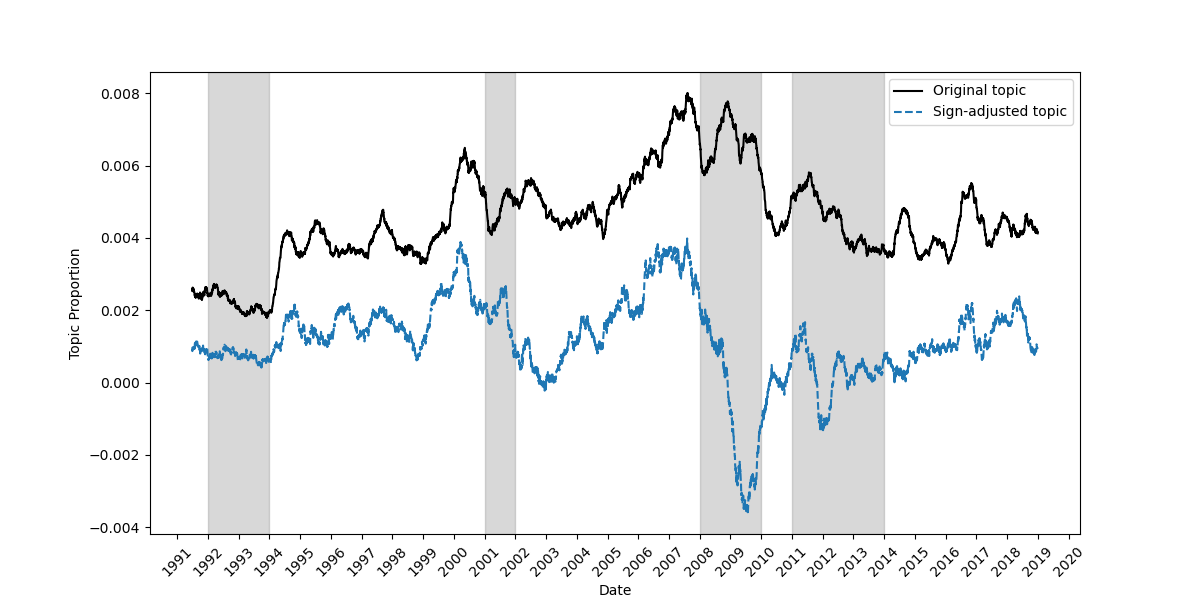 Original topic
Sign-adjusted topic
0.008
0.006
0.004
0.002
0.000
−0.002
−0.004
Topic Proportion
1991 1992 1993 1994 1995 1996 1997 1998 1999 2000 2001 2002 2003 2004 2005 2006 2007 2008 2009 2010 2011 2012 2013 2014 2015 2016 2017 2018 2019 2020
Date